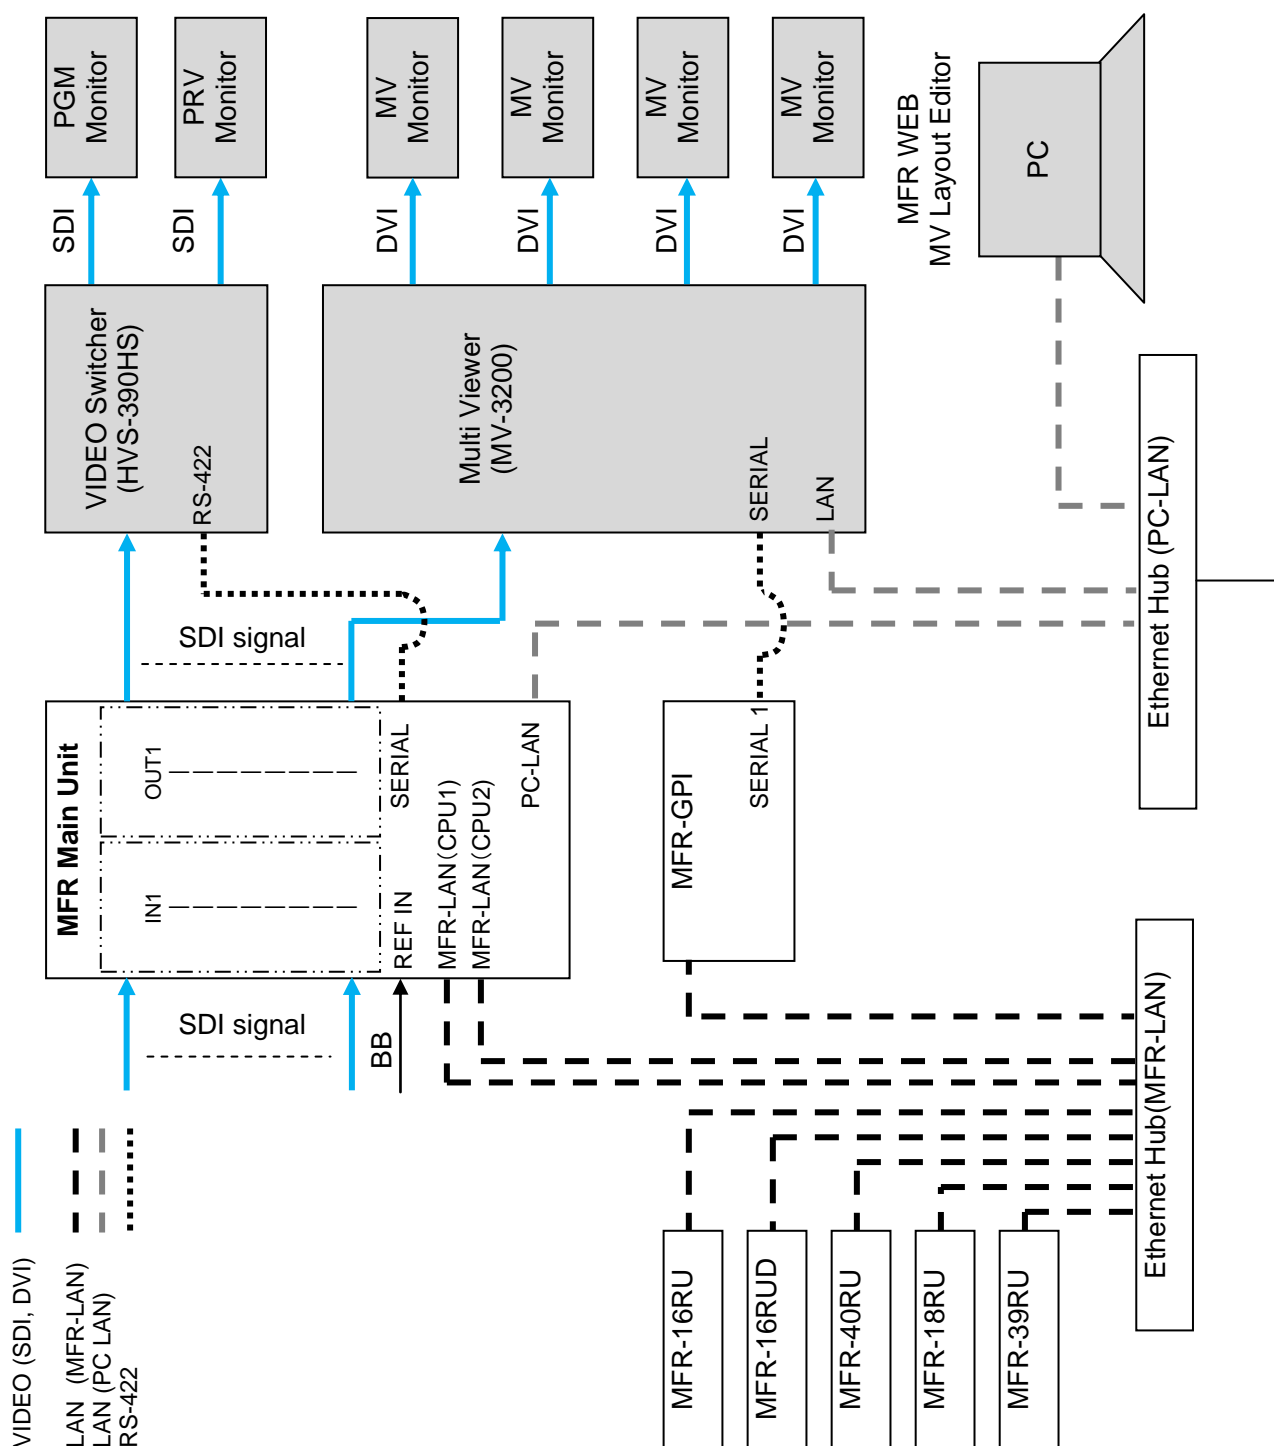 VIDEO (SDI, DVI)
LAN (MFR-LAN)
LAN (PC LAN)
RS-422
SDI signal
BB
MFR Main Unit
IN1
OUT1
REF IN
SERIAL
MFR-LAN(CPU1)
MFR-LAN(CPU2)
PC-LAN
SDI signal
VIDEO Switcher
(HVS-390HS)
RS-422
SDI
SDI
PGM
Monitor
PRV
Monitor
Multi Viewer
(MV-3200)
SERIAL
LAN
DVI
DVI
DVI
DVI
MV
Monitor
MV
Monitor
MV
Monitor
MV
Monitor
MFR-GPI
SERIAL 1
MFR WEB
MV Layout Editor
PC
Ethernet Hub (PC-LAN)
Ethernet Hub(MFR-LAN)
MFR-16RU
MFR-16RUD
MFR-40RU
MFR-18RU
MFR-39RU